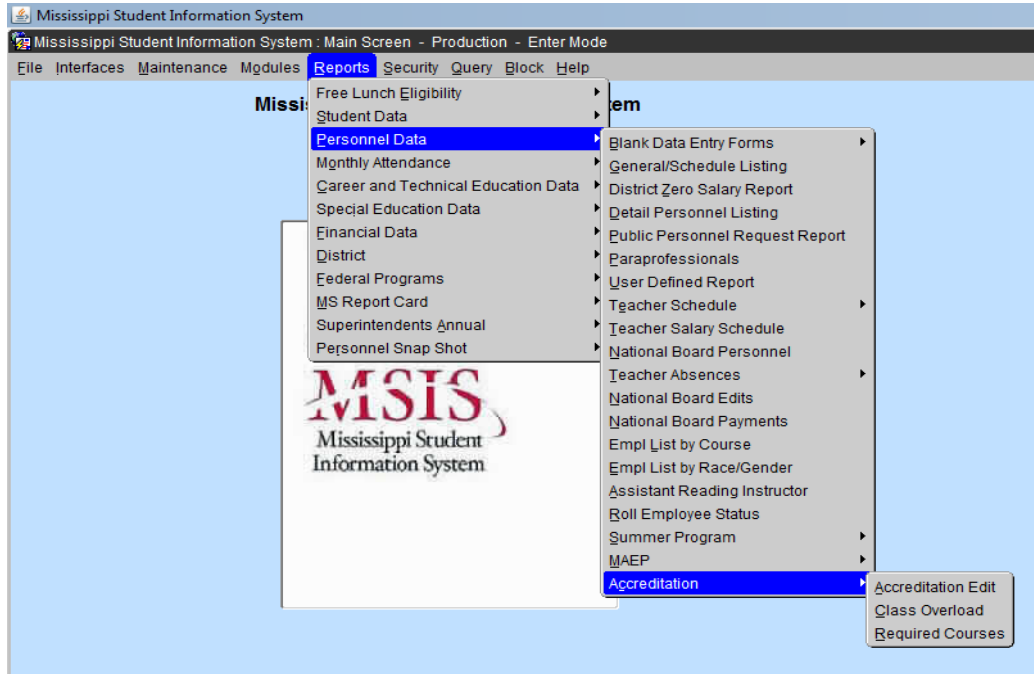 Mississippi Student Information System
Mississippi Student Information System : Main Screen - Production - Enter Mode
File Interfaces Maintenance Modules Reports Security Query Block Help
Missi
em
Free Lunch Eligibility
Student Data
Personnel Data
Monthly Attendance
Career and Technical Education Data
Special Education Data
Financial Data
District
Federal Programs
MS Report Card
Superintendents Annual
Personnel Snap Shot
Blank Data Entry Forms
General/Schedule Listing
District Zero Salary Report
Detail Personnel Listing
Public Personnel Request Report
Paraprofessionals
User Defined Report
Teacher Schedule
Teacher Salary Schedule
National Board Personnel
Teacher Absences
National Board Edits
National Board Payments
Empl List by Course
Empl List by Race/Gender
Assistant Reading Instructor
Roll Employee Status
Summer Program
MAEP
Accreditation
Accreditation Edit
Class Overload
Required Courses
MSIS
Mississippi Student
Information System